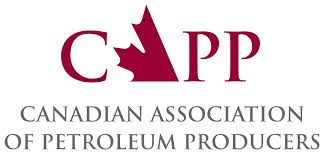 CAPP
CANADIAN ASSOCIATION
OF PETROLEUM PRODUCERS